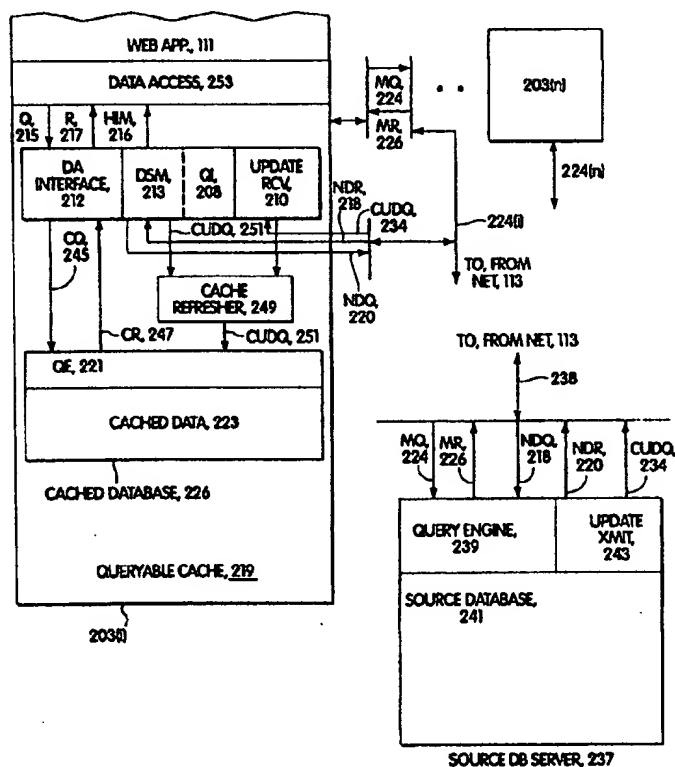 WEB APP., 111
DATA ACCESS, 253
Q, 215
R, 217
HIM, 216
DA INTERFACE, 212
DSM, 213
QI, 208
UPDATE RCV, 210
MQ, 224
MR, 226
203(n)
224(n)
224(i)
TO, FROM NET, 113
CUDQ, 234
NDR, 218
NDQ, 220
CUDQ, 251
CQ, 245
CR, 247
CACHE REFRESHER, 249
CUDQ, 251
QE, 221
CACHED DATA, 223
CACHED DATABASE, 226
QUERYABLE CACHE, 219
203(i)
TO, FROM NET, 113
238
MQ, 224
MR, 226
NDQ, 218
NDR, 220
CUDQ, 234
QUERY ENGINE, 239
UPDATE XMIT, 243
SOURCE DATABASE, 241
SOURCE DB SERVER, 237